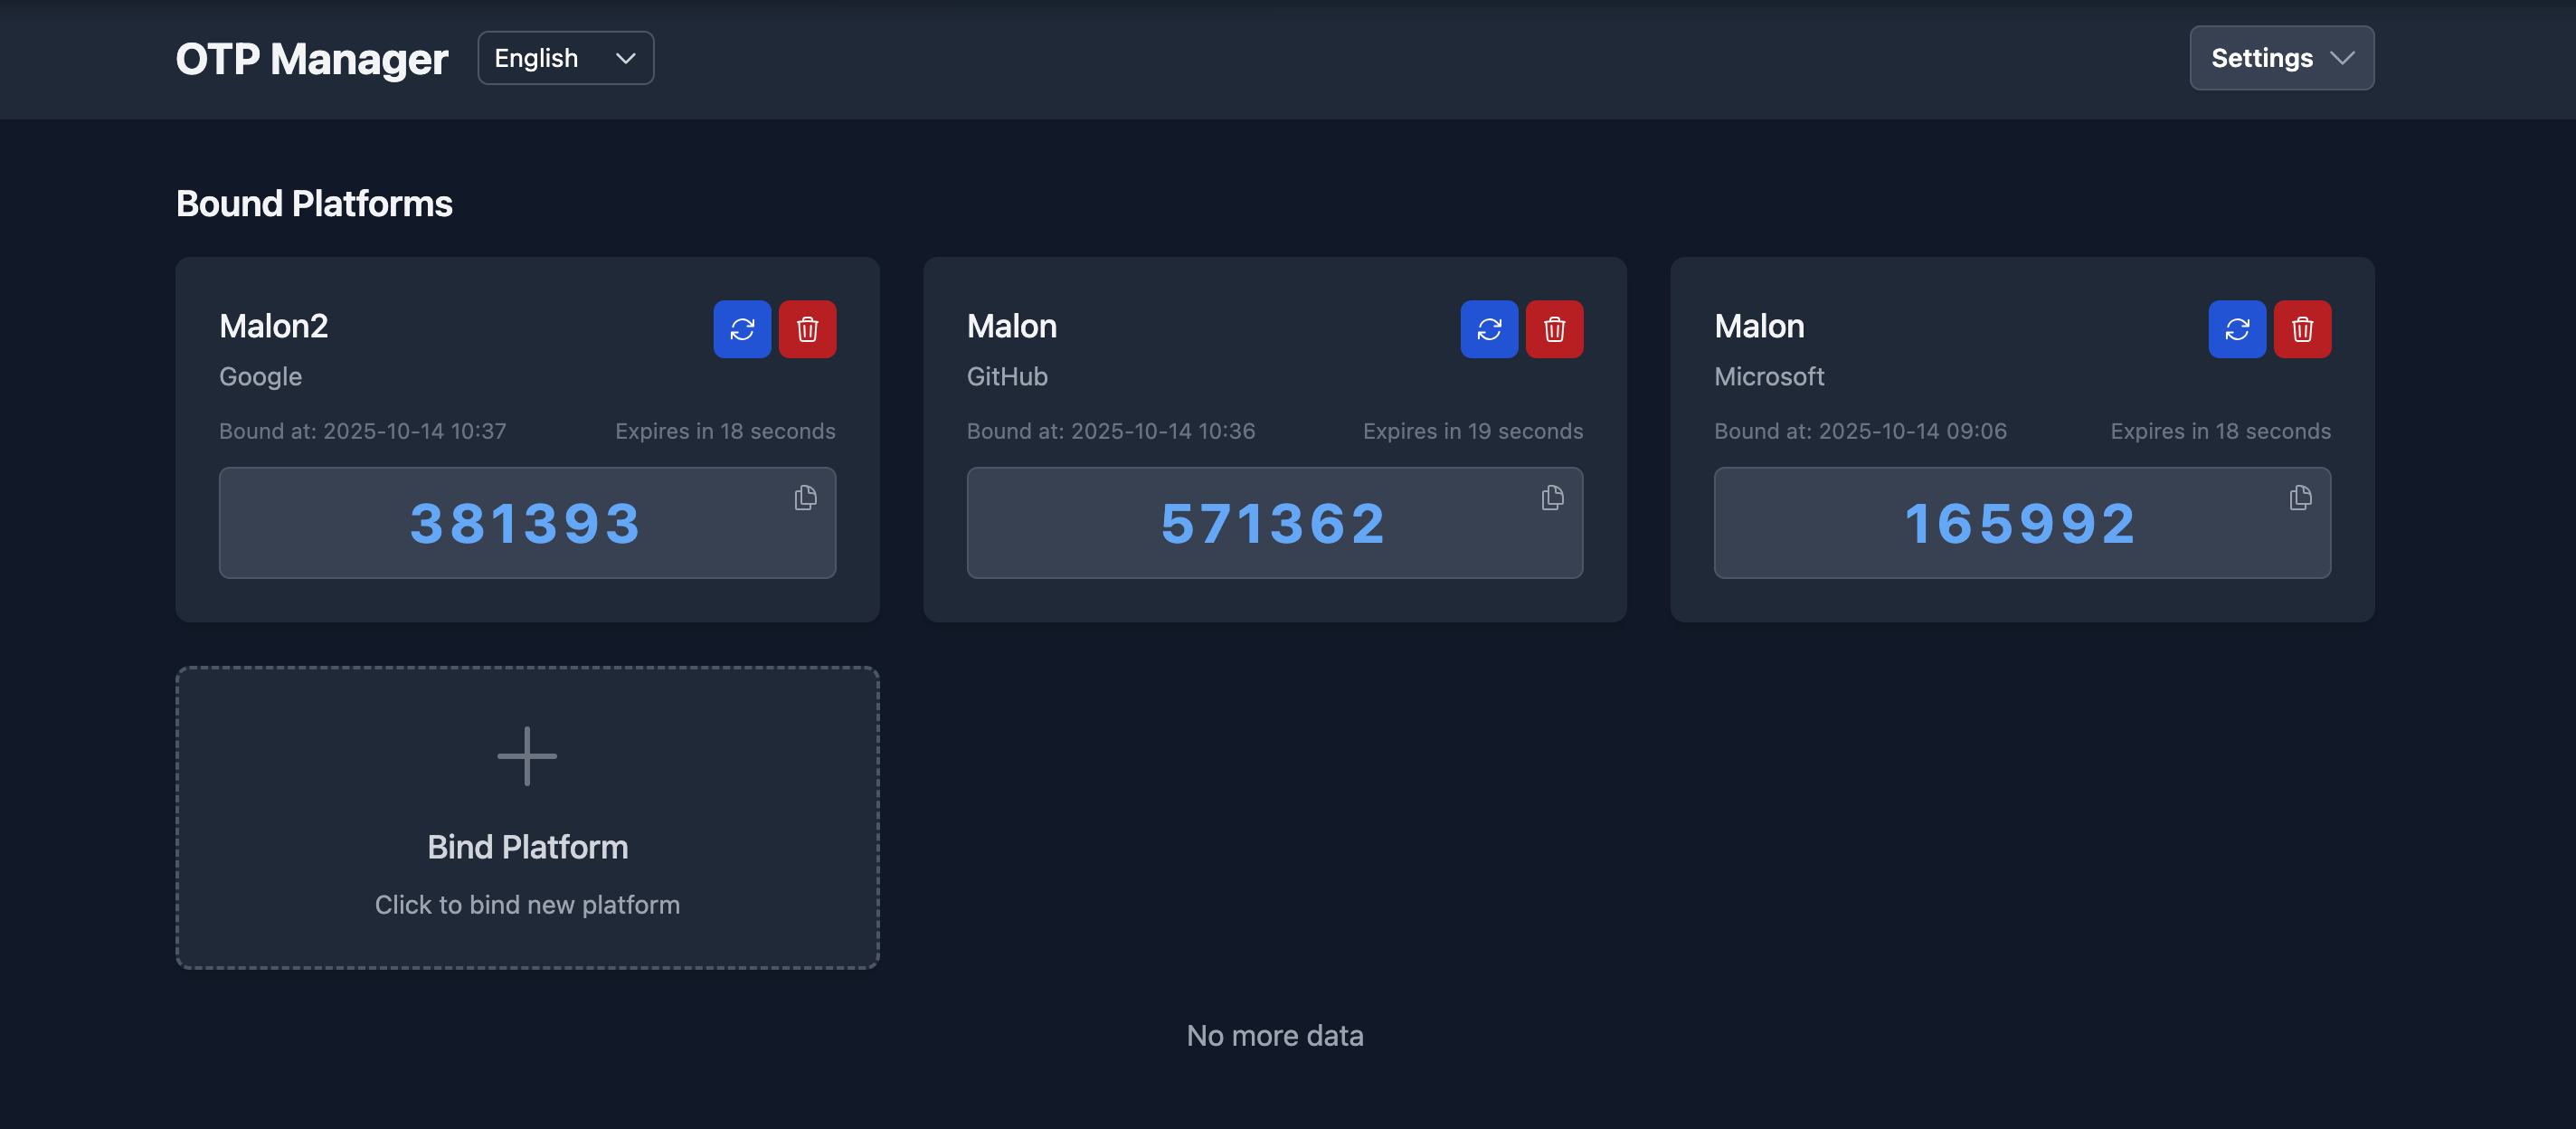 OTP Manager
English
Settings
Bound Platforms
Malon2
Google
Bound at: 2025-10-14 10:37
Expires in 18 seconds
381393
Malon
GitHub
Bound at: 2025-10-14 10:36
Expires in 19 seconds
571362
Malon
Microsoft
Bound at: 2025-10-14 09:06
Expires in 18 seconds
165992
Bind Platform
Click to bind new platform
No more data